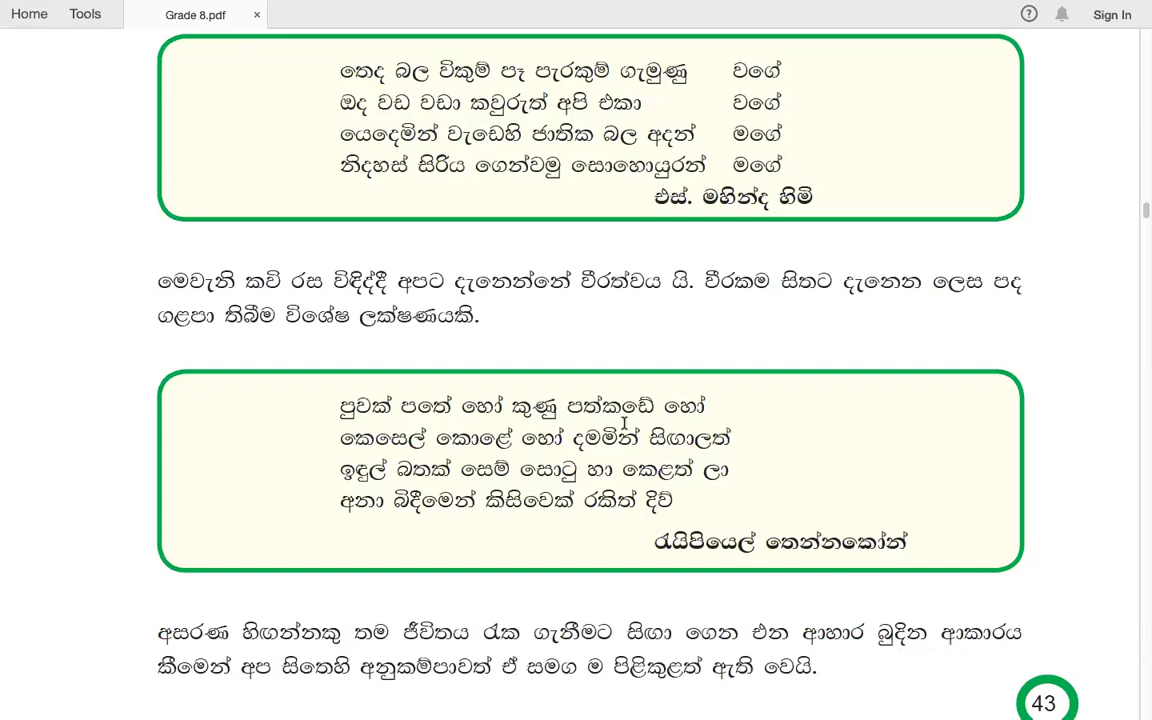 Home Tools Grade 8.pdf × ? Sign In
තෙද බල විකුම් පෑ පැරකුම් ගැමුණු වගේ
ඔද වඩ වඩා කවුරුත් අපි එකා වගේ
යෙදෙමින් වැඩෙහි ජාතික බල අදන් මගේ
නිදහස් සිරිය ගෙන්වමු සොහොයුරන් මගේ
එස්. මහින්ද හිමි
මෙවැනි කවි රස විඳිද්දී අපට දැනෙන්නේ වීරත්වය යි. වීරකම සිතට දැනෙන ලෙස පද
ගළපා තිබීම විශේෂ ලක්ෂණයකි.
පුවක් පතේ හෝ කුණු පත්කඩේ හෝ
කෙසෙල් කොළේ හෝ දමමින් සිඟාලත්
ඉඳුල් බතක් සෙම් සොටු හා කෙළත් ලා
අනා බිදීමෙන් කිසිවෙක් රකිත් දිව්
රැයිපියෙල් තෙන්නකෝන්
අසරණ හිඟන්නකු තම ජීවිතය රැක ගැනීමට සිඟා ගෙන එන ආහාර බුදින ආකාරය
කීමෙන් අප සිතෙහි අනුකම්පාවත් ඒ සමග ම පිළිකුළත් ඇති වෙයි.
43